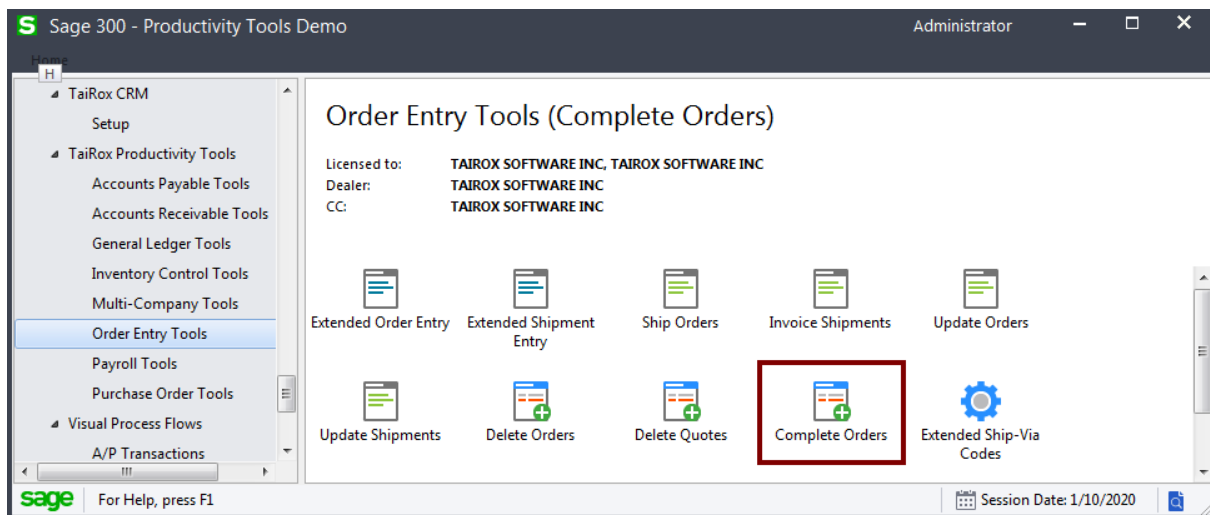 S Sage 300 - Productivity Tools Demo
Administrator
Home
H
TaiRox CRM
Setup
TaiRox Productivity Tools
Accounts Payable Tools
Accounts Receivable Tools
General Ledger Tools
Inventory Control Tools
Multi-Company Tools
Order Entry Tools
Payroll Tools
Purchase Order Tools
Visual Process Flows
A/P Transactions
Order Entry Tools (Complete Orders)
Licensed to: TAIROX SOFTWARE INC, TAIROX SOFTWARE INC
Dealer: TAIROX SOFTWARE INC
CC: TAIROX SOFTWARE INC
Extended Order Entry
Extended Shipment
Entry
Ship Orders
Invoice Shipments
Update Orders
Update Shipments
Delete Orders
Delete Quotes
Complete Orders
Extended Ship-Via
Codes
sage
For Help, press F1
Session Date: 1/10/2020